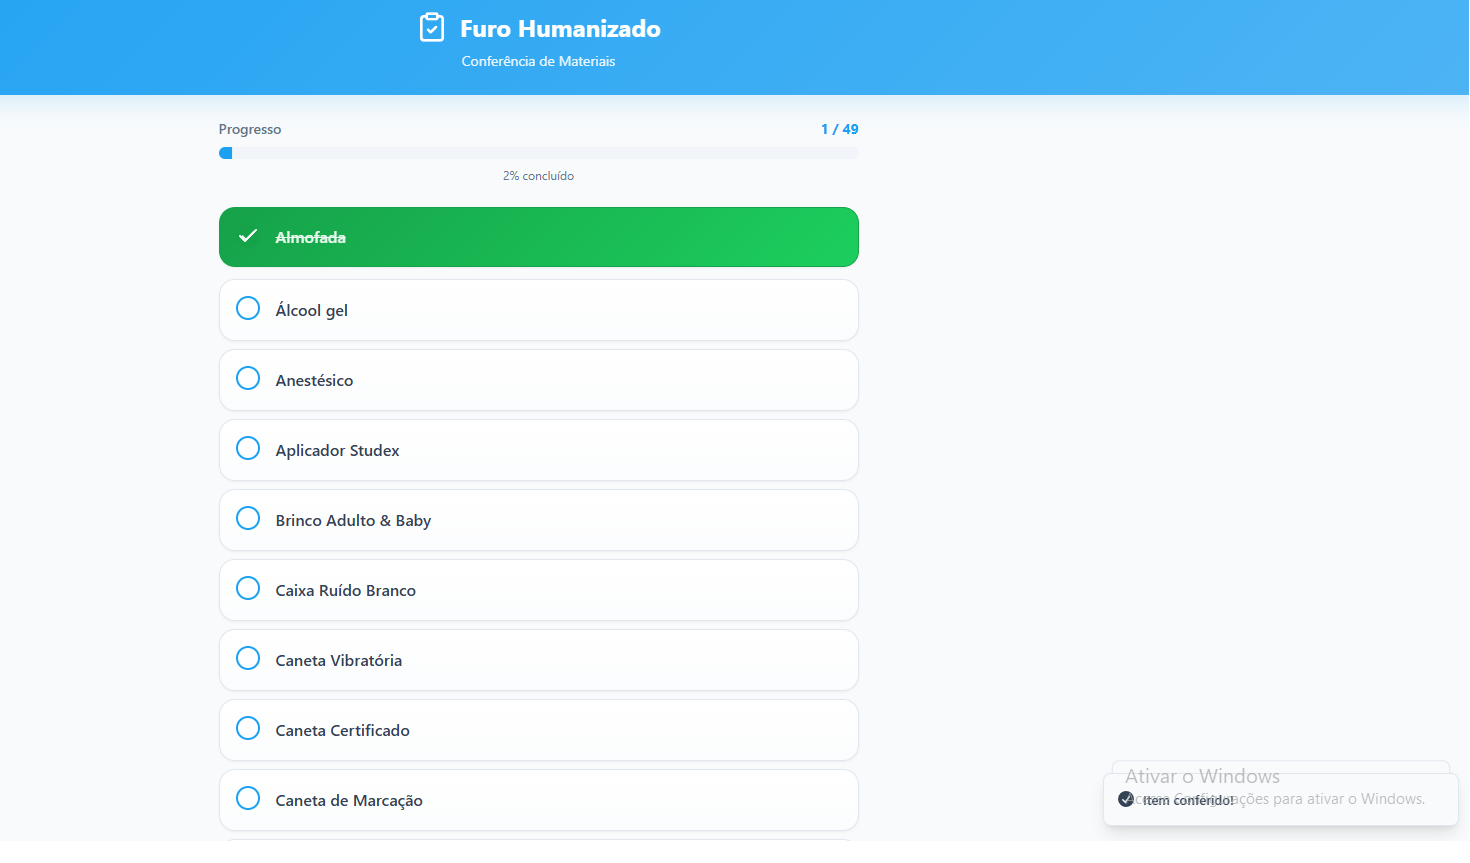 Furo Humanizado
Conferência de Materiais
Progresso
1 / 49
2% concluído
Almofada
Álcool gel
Anestésico
Aplicador Studex
Brinco Adulto & Baby
Caixa Ruído Branco
Caneta Vibratória
Caneta Certificado
Caneta de Marcação
Ativar o Windows
Acesse Configurações para ativar o Windows.
Item conferido!